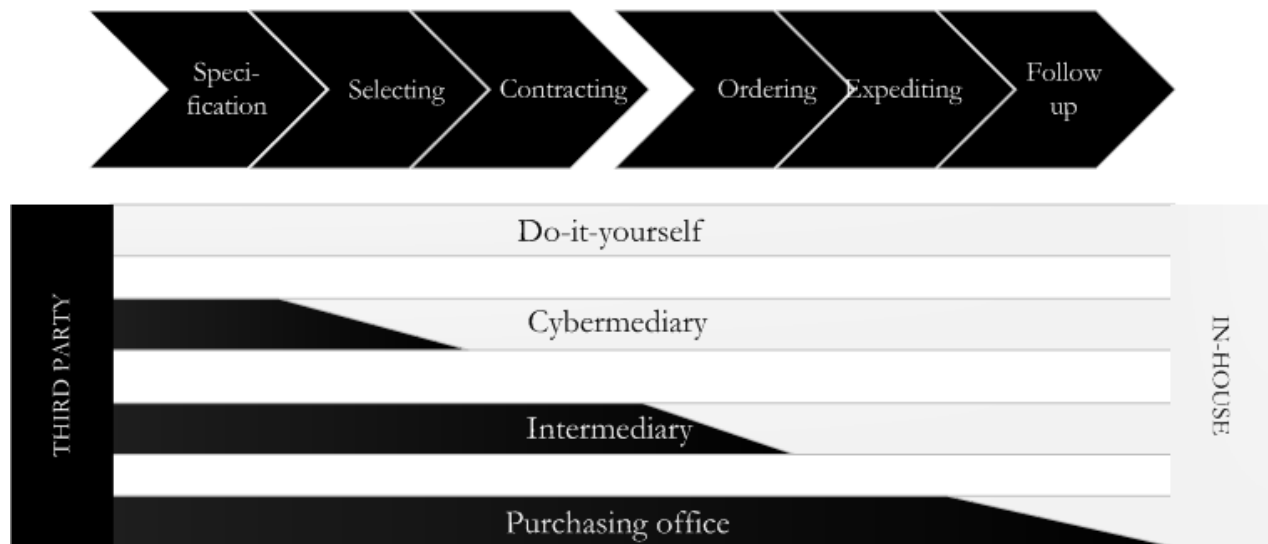 Speci-
fication
Selecting
Contracting
Ordering
Expediting
Follow
up
THIRD PARTY
Do-it-yourself
Cybermediary
Intermediary
Purchasing office
IN-HOUSE